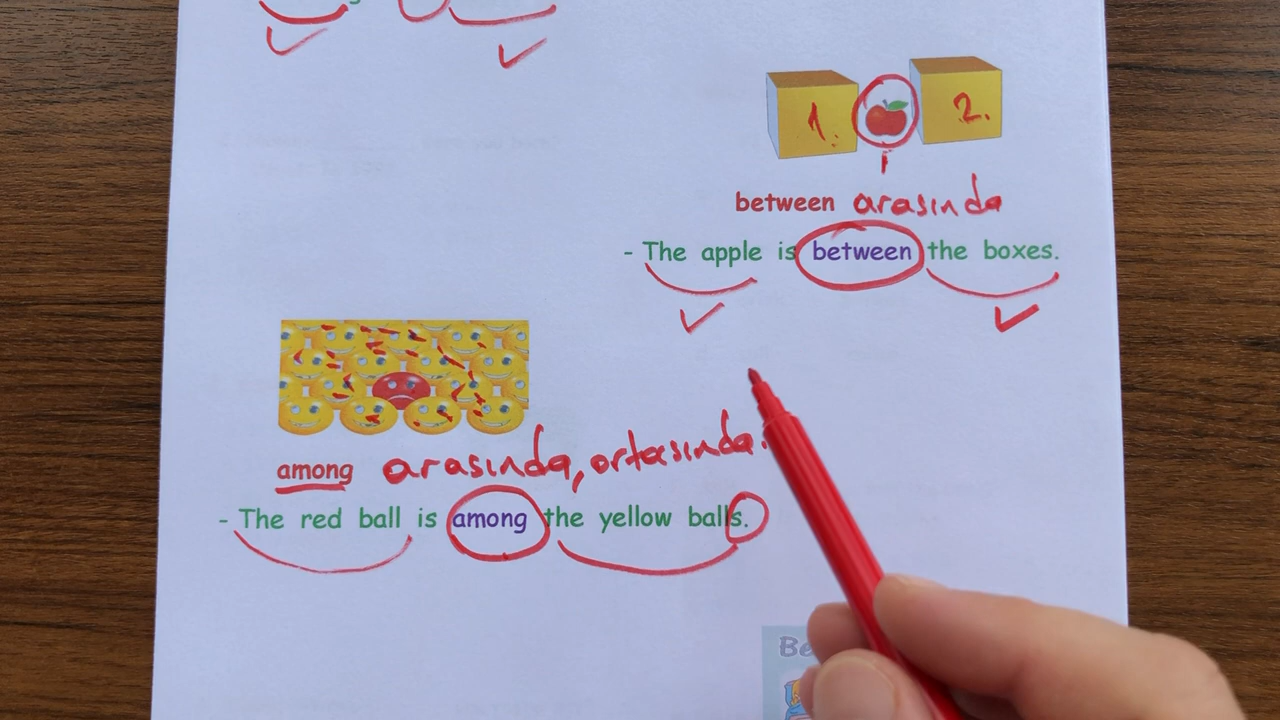 1.
2.
between arasında
- The apple is between the boxes.
among arasında, ortasında.
- The red ball is among the yellow balls.
Be